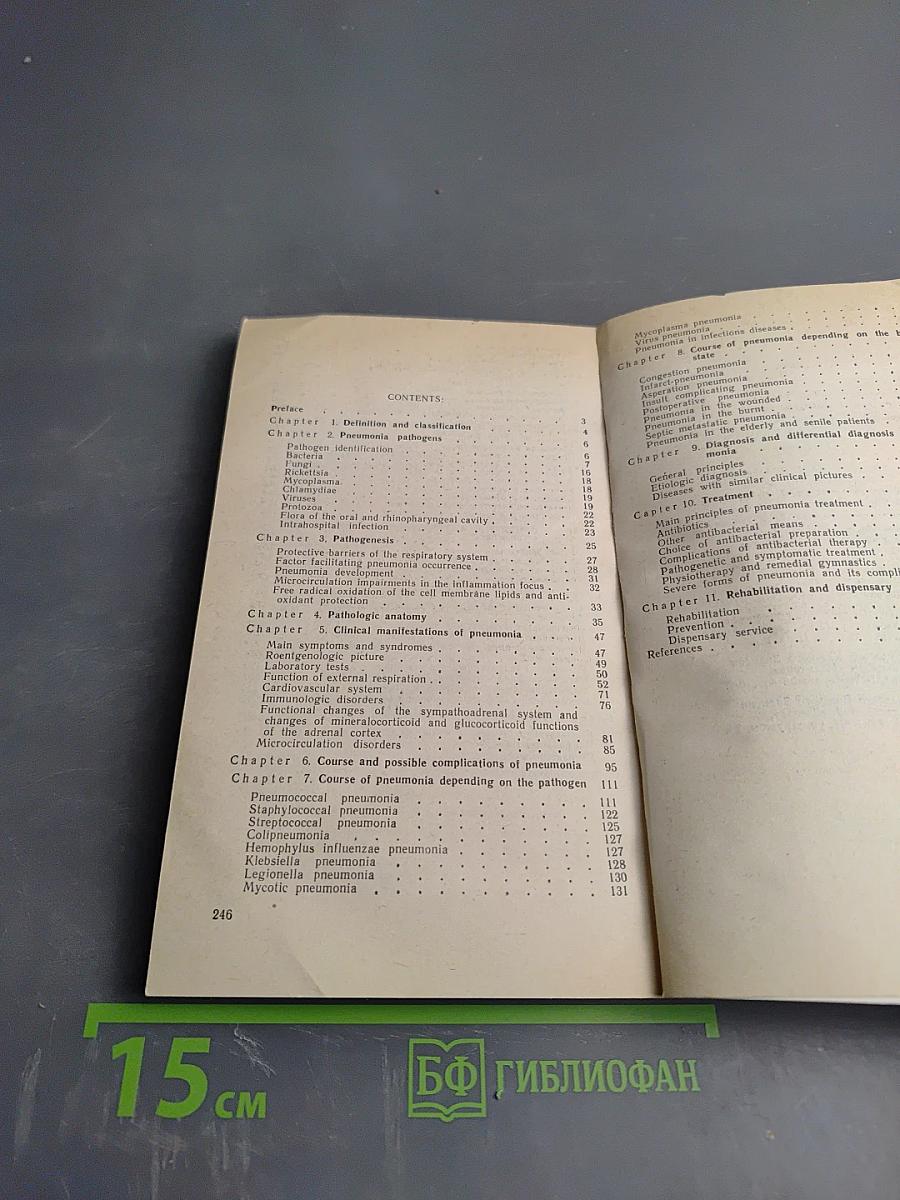 CONTENTS:
Preface . . . . . . . . 3
Chapter 1. Definition and classification . . . . 4
Chapter 2. Pneumonia pathogens . . . . . 6
Pathogen identification . . . . . 6
Bacteria . . . . . 7
Fungi . . . . . 16
Rickettsia . . . . . 18
Mycoplasma . . . . . 18
Chlamydiae . . . . . 19
Viruses . . . . . 19
Protozoa . . . . . 22
Flora of the oral and rhinopharyngeal cavity . . . 22
Intrahospital infection . . . . . 23
Chapter 3. Pathogenesis . . . . . 25
Protective barriers of the respiratory system . . . 27
Factor facilitating pneumonia occurrence . . . . 28
Pneumonia development . . . . . 31
Microcirculation impairments in the inflammation focus . 32
Free radical oxidation of the cell membrane lipids and anti-
oxidant protection . . . . . 33
Chapter 4. Pathologic anatomy . . . . . 35
Chapter 5. Clinical manifestations of pneumonia . . . 47
Main symptoms and syndromes . . . . . 47
Roentgenologic picture . . . . . 49
Laboratory tests . . . . . 50
Function of external respiration . . . . . 52
Cardiovascular system . . . . . 71
Immunologic disorders . . . . . 76
Functional changes of the sympathoadrenal system and
changes of mineralocorticoid and glucocorticoid functions
of the adrenal cortex . . . . . 81
Microcirculation disorders . . . . . 85
Chapter 6. Course and possible complications of pneumonia 95
Chapter 7. Course of pneumonia depending on the pathogen 111
Pneumococcal pneumonia . . . . . 111
Staphylococcal pneumonia . . . . . 122
Streptococcal pneumonia . . . . . 125
Colipneumonia . . . . . 127
Hemophylus influenzae pneumonia . . . . . 127
Klebsiella pneumonia . . . . . 128
Legionella pneumonia . . . . . 130
Mycotic pneumonia . . . . . 131
246
Mycoplasma pneumonia . . . . .
Virus pneumonia . . . . .
Pneumonia in infections diseases . . . . .
Chapter 8. Course of pneumonia depending on the
state . . . . .
Congestion pneumonia . . . . .
Infarct-pneumonia . . . . .
Asperation pneumonia . . . . .
Insult complicating pneumonia . . . . .
Postoperative pneumonia . . . . .
Pneumonia in the wounded . . . . .
Pneumonia in the burnt . . . . .
Septic metastatic pneumonia . . . . .
Pneumonia in the elderly and senile patients . . .
Chapter 9. Diagnosis and differential diagnosis
monia . . . . .
General principles . . . . .
Etiologic diagnosis . . . . .
Diseases with similar clinical pictures . . . . .
Capter 10. Treatment . . . . .
Main principles of pneumonia treatment . . . .
Antibiotics . . . . .
Other antibacterial means . . . . .
Choice of antibacterial preparation . . . . .
Complications of antibacterial therapy . . . . .
Pathogenetic and symptomatic treatment . . . .
Physiotherapy and remedial gymnastics . . . .
Severe forms of pneumonia and its compli
Chapter 11. Rehabilitation and dispensary
Rehabilitation . . . . .
Prevention . . . . .
Dispensary service . . . . .
References . . . . .
15 см
БФ ГИБЛИОФАН